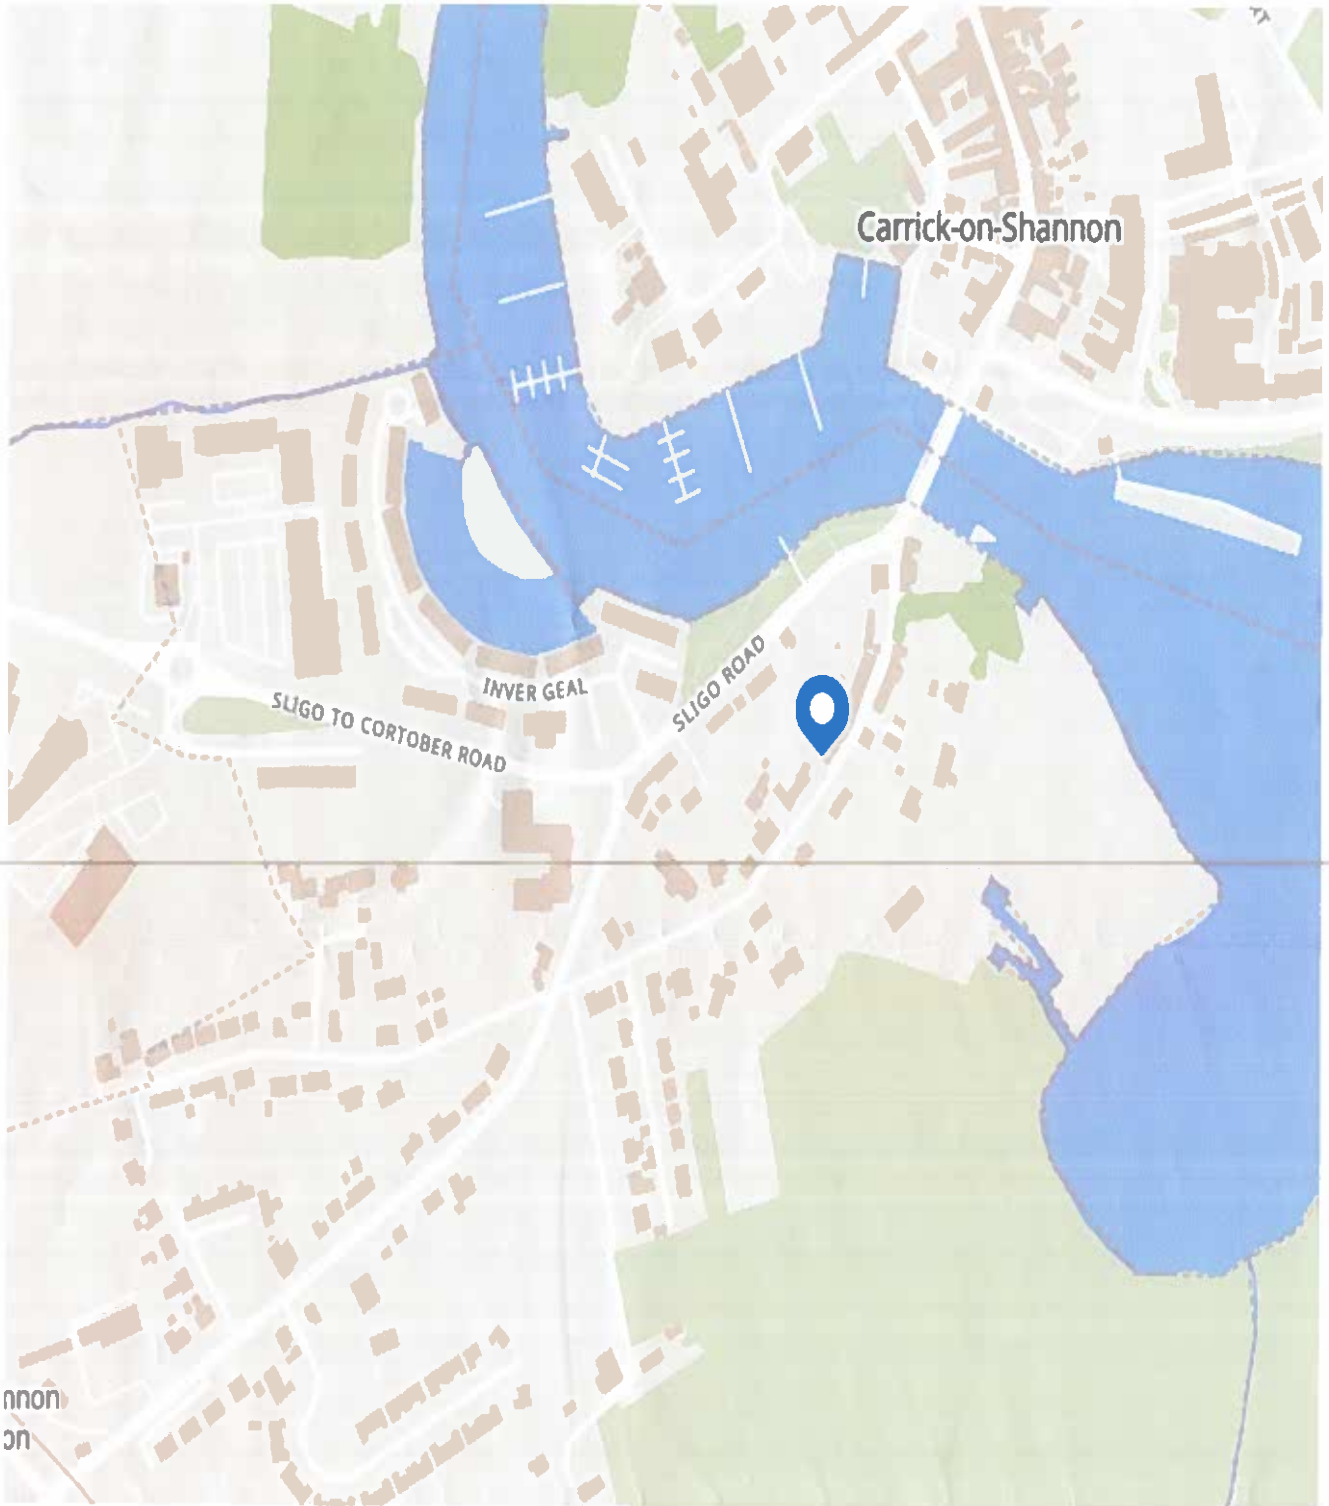 Carrick-on-Shannon
SLIGO ROAD
INVER GEAL
SLIGO TO CORTOBER ROAD
nnon
on